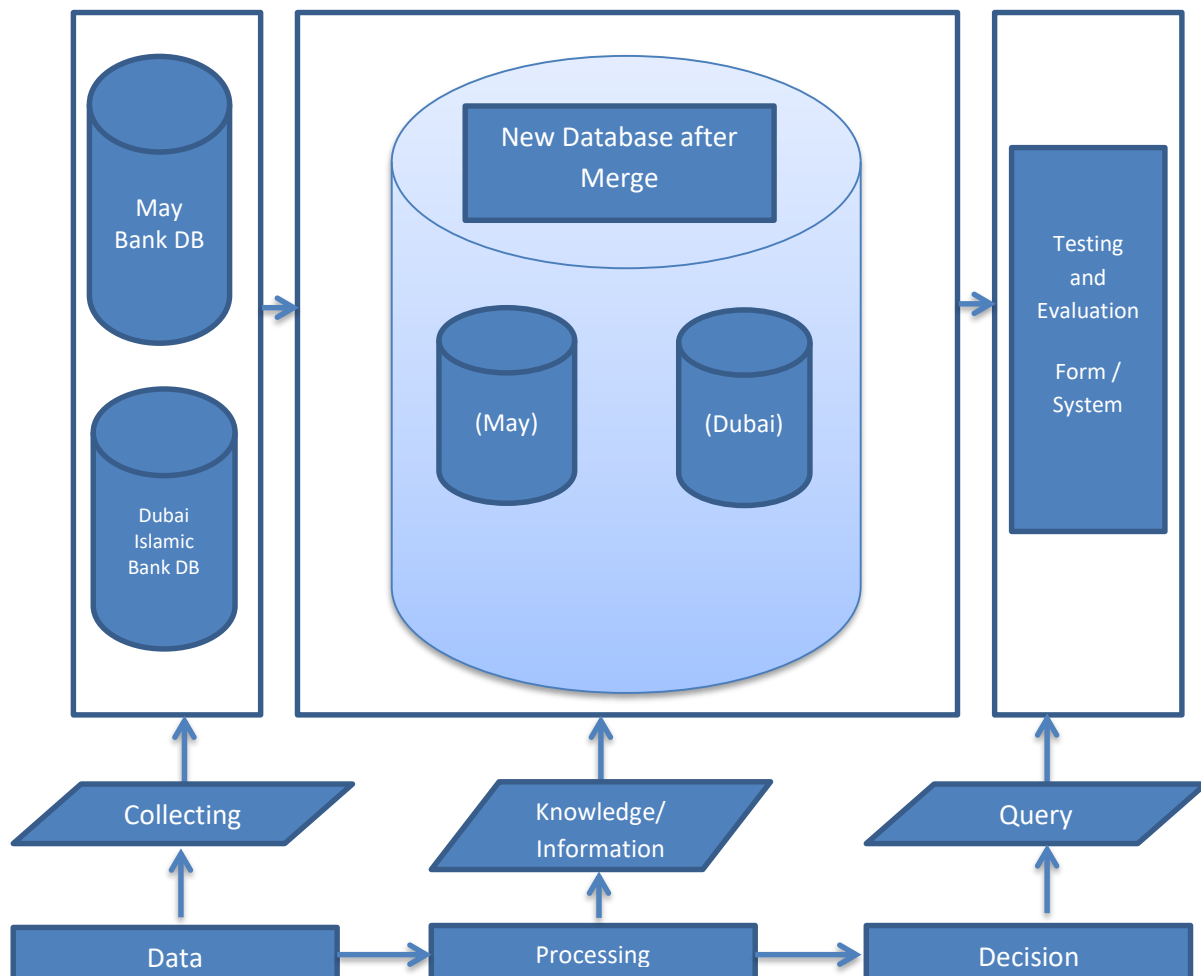 May
Bank DB
Dubai
Islamic
Bank DB
New Database after
Merge
(May)
(Dubai)
Testing
and
Evaluation
Form /
System
Collecting
Knowledge/
Information
Query
Data
Processing
Decision